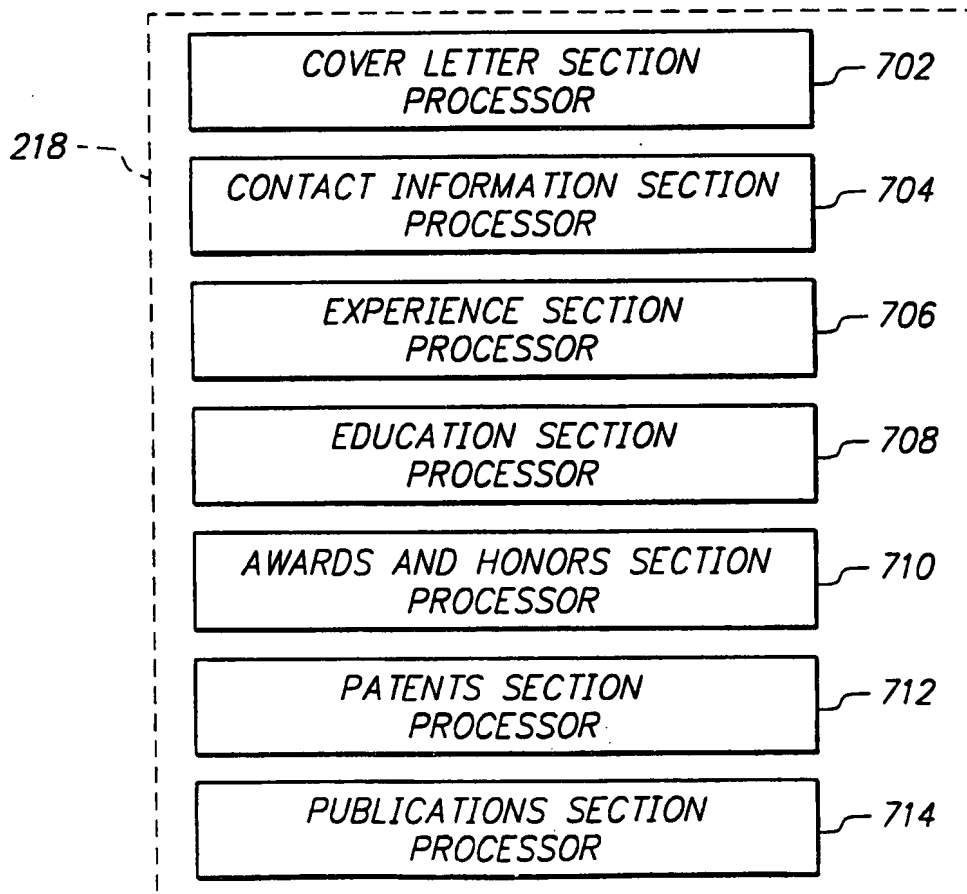 COVER LETTER SECTION
PROCESSOR
702
218
CONTACT INFORMATION SECTION
PROCESSOR
704
EXPERIENCE SECTION
PROCESSOR
706
EDUCATION SECTION
PROCESSOR
708
AWARDS AND HONORS SECTION
PROCESSOR
710
PATENTS SECTION
PROCESSOR
712
PUBLICATIONS SECTION
PROCESSOR
714